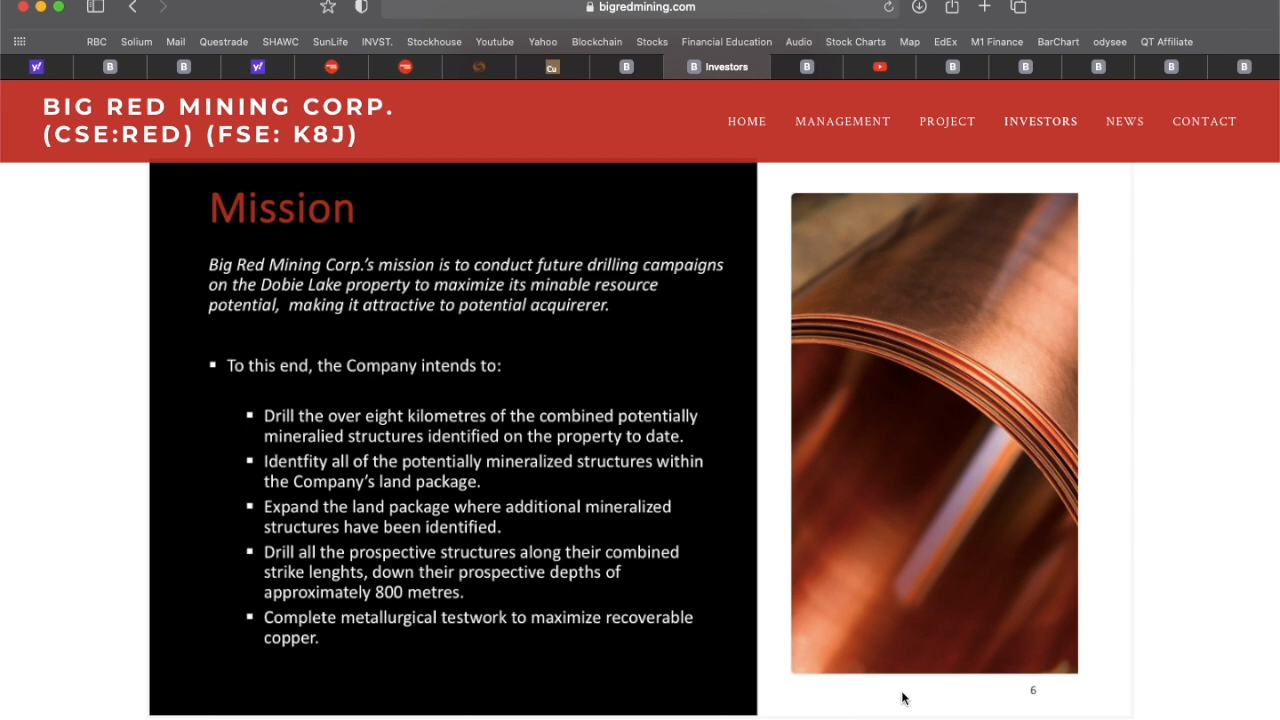 bigredmining.com
RBC Solium Mail Questrade SHAWC SunLife INVST. Stockhouse Youtube Yahoo Blockchain Stocks Financial Education Audio Stock Charts Map EdEx M1 Finance BarChart odysee QT Affiliate
y! B B y! Cu B B Investors B B B B B B
BIG RED MINING CORP.
(CSE:RED) (FSE: K8J)
HOME MANAGEMENT PROJECT INVESTORS NEWS CONTACT
Mission
Big Red Mining Corp.'s mission is to conduct future drilling campaigns
on the Dobie Lake property to maximize its minable resource
potential, making it attractive to potential acquirerer.
▪ To this end, the Company intends to:
▪ Drill the over eight kilometres of the combined potentially
mineralied structures identified on the property to date.
▪ Identfity all of the potentially mineralized structures within
the Company's land package.
▪ Expand the land package where additional mineralized
structures have been identified.
▪ Drill all the prospective structures along their combined
strike lenghts, down their prospective depths of
approximately 800 metres.
▪ Complete metallurgical testwork to maximize recoverable
copper.
6